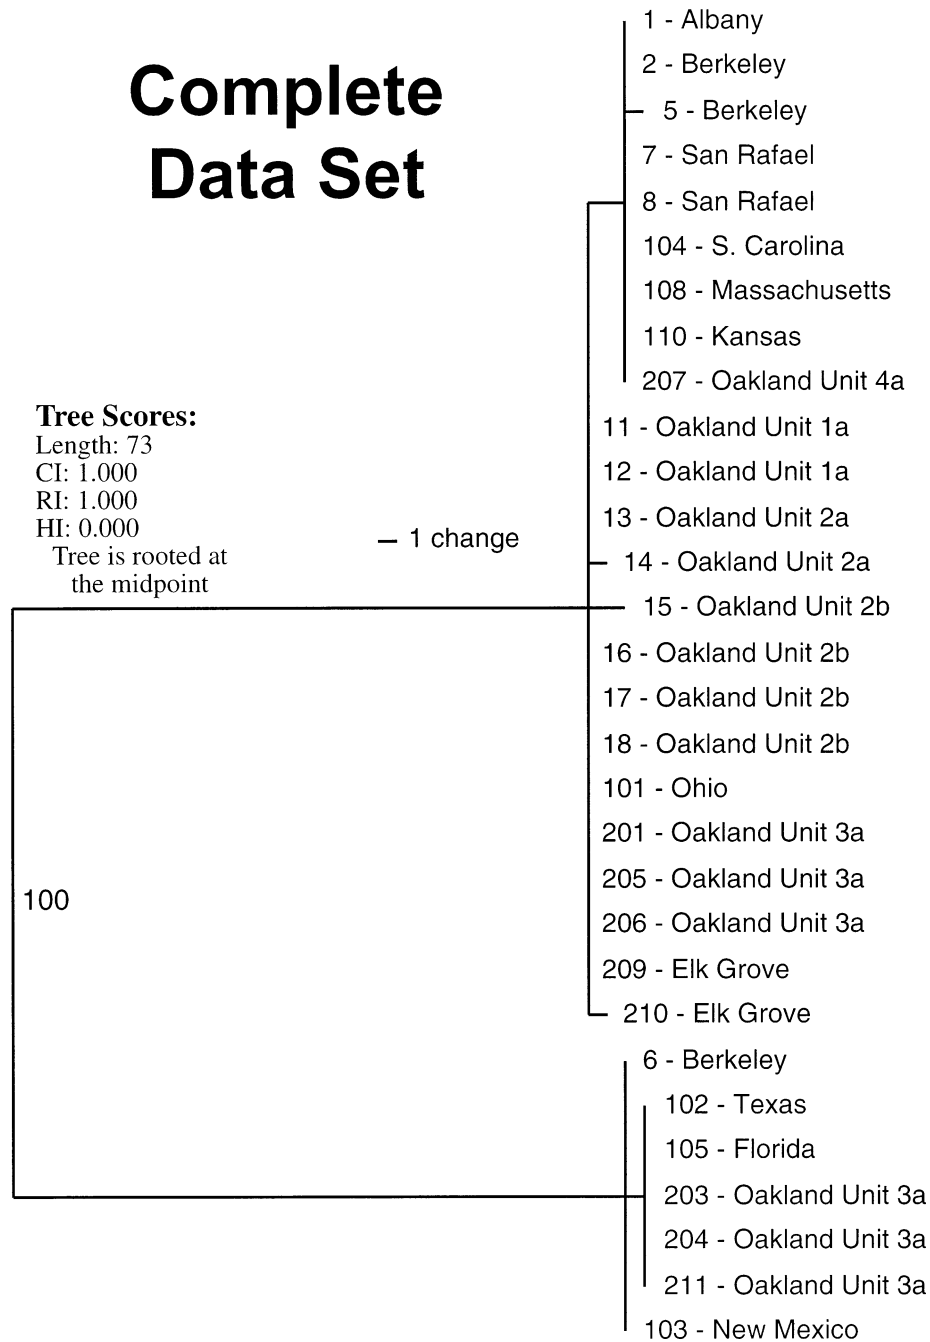 Complete
Data Set
1 - Albany
2 - Berkeley
5 - Berkeley
7 - San Rafael
8 - San Rafael
104 - S. Carolina
108 - Massachusetts
110 - Kansas
207 - Oakland Unit 4a
Tree Scores:
Length: 73
CI: 1.000
RI: 1.000
HI: 0.000
Tree is rooted at
the midpoint
1 change
11 - Oakland Unit 1a
12 - Oakland Unit 1a
13 - Oakland Unit 2a
14 - Oakland Unit 2a
15 - Oakland Unit 2b
16 - Oakland Unit 2b
17 - Oakland Unit 2b
18 - Oakland Unit 2b
101 - Ohio
201 - Oakland Unit 3a
205 - Oakland Unit 3a
206 - Oakland Unit 3a
209 - Elk Grove
210 - Elk Grove
100
6 - Berkeley
102 - Texas
105 - Florida
203 - Oakland Unit 3a
204 - Oakland Unit 3a
211 - Oakland Unit 3a
103 - New Mexico